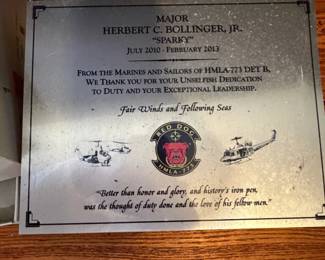 MAJOR
HERBERT C. BOLLINGER, JR.
"SPARKY"
JULY 2010 - FEBRUARY 2013
FROM THE MARINES AND SAILORS OF HMLA-773 DET B,
WE THANK YOU FOR YOUR UNSELFISH DEDICATION
TO DUTY AND YOUR EXCEPTIONAL LEADERSHIP.
Fair Winds and Following Seas
RED DOG
HMLA-773
"Better than honor and glory, and history's iron pen,
was the thought of duty done and the love of his fellow-men."